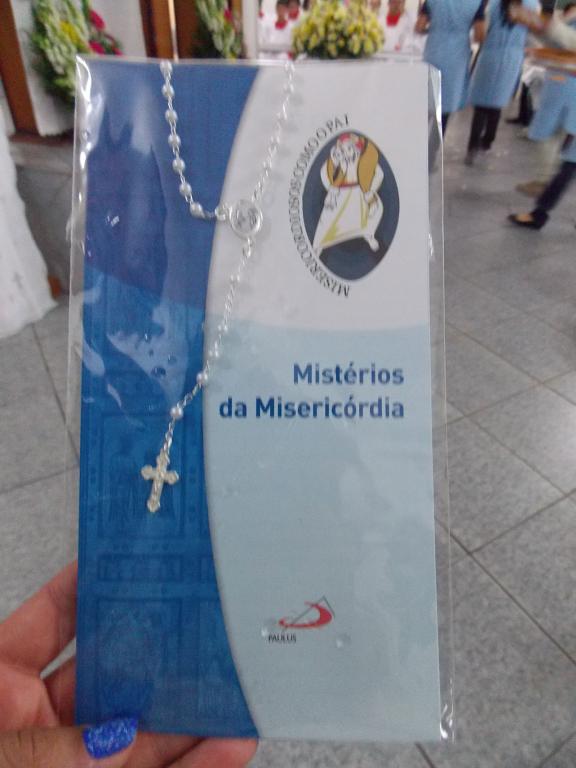 MISERICORDIOSOS COMO O PAI
Mistérios
da Misericórdia
PAULUS